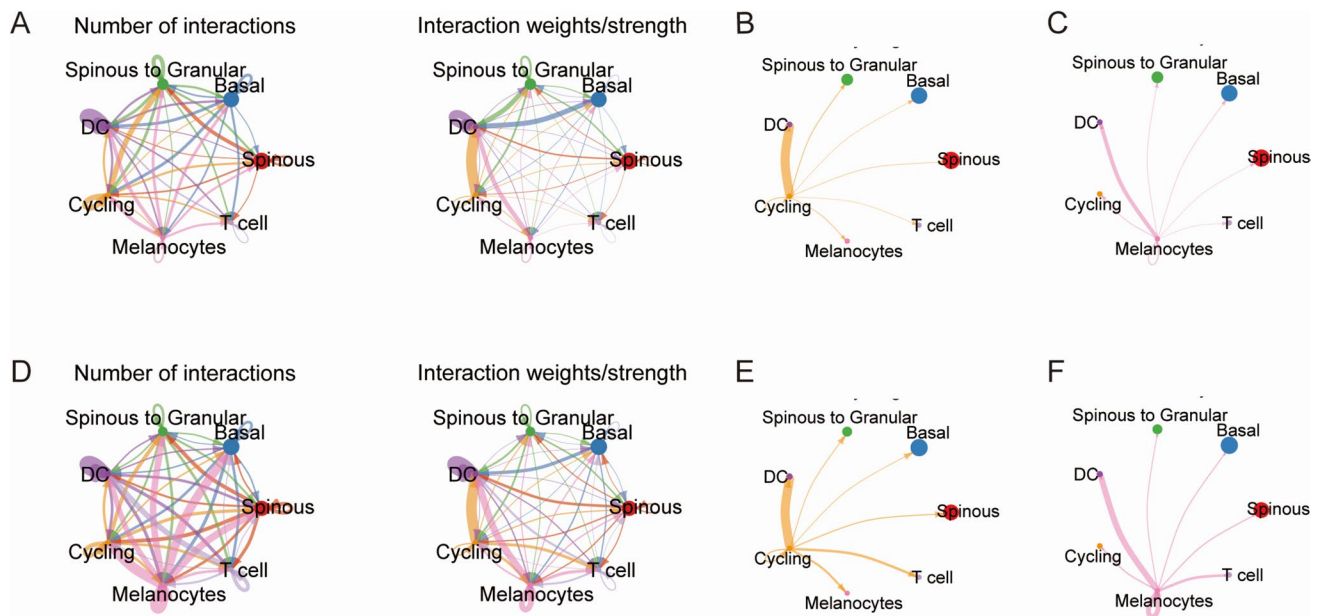 A
Number of interactions
Spinous to Granular
Basal
DC
Spinous
Cycling
T cell
Melanocytes
Interaction weights/strength
Spinous to Granular
Basal
DC
Spinous
Cycling
T cell
Melanocytes
B
Spinous to Granular
Basal
DC
Spinous
Cycling
T cell
Melanocytes
C
Spinous to Granular
Basal
DC
Spinous
Cycling
T cell
Melanocytes
D
Number of interactions
Spinous to Granular
Basal
DC
Spinous
Cycling
T cell
Melanocytes
Interaction weights/strength
Spinous to Granular
Basal
DC
Spinous
Cycling
T cell
Melanocytes
E
Spinous to Granular
Basal
DC
Spinous
Cycling
T cell
Melanocytes
F
Spinous to Granular
Basal
DC
Spinous
Cycling
T cell
Melanocytes